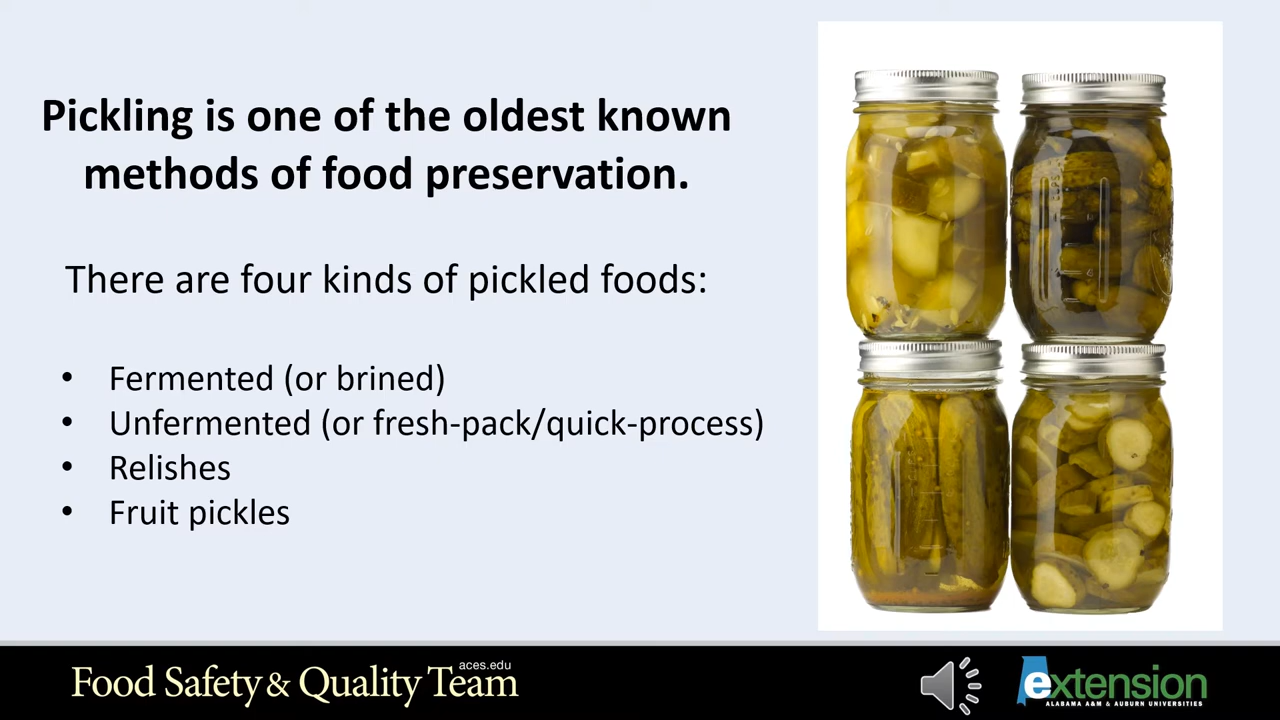 Pickling is one of the oldest known
methods of food preservation.
There are four kinds of pickled foods:
• Fermented (or brined)
• Unfermented (or fresh-pack/quick-process)
• Relishes
• Fruit pickles
aces.edu
Food Safety & Quality Team
extension
ALABAMA A&M & AUBURN UNIVERSITIES